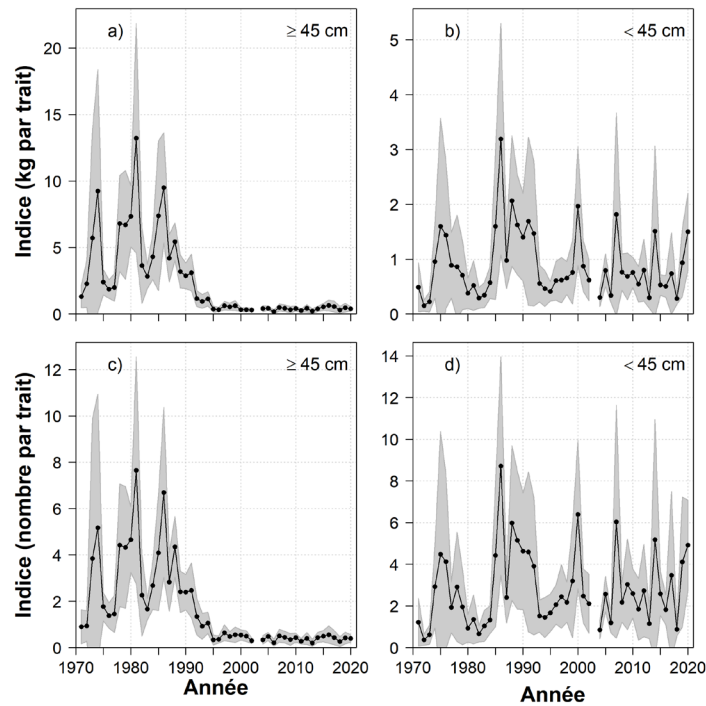 a) ≥ 45 cm
b) < 45 cm
Indice (kg par trait)
20
15
10
5
0
5
4
3
2
1
0
c) ≥ 45 cm
d) < 45 cm
Indice (nombre par trait)
12
10
8
6
4
2
0
14
12
10
8
6
4
2
0
1970 1980 1990 2000 2010 2020
1970 1980 1990 2000 2010 2020
Année
Année